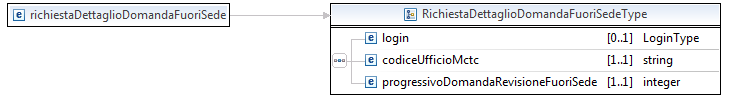 richiestaDettaglioDomandaFuoriSede
RichiestaDettaglioDomandaFuoriSedeType
login [0..1] LoginType
codiceUfficioMctc [1..1] string
progressivoDomandaRevisioneFuoriSede [1..1] integer